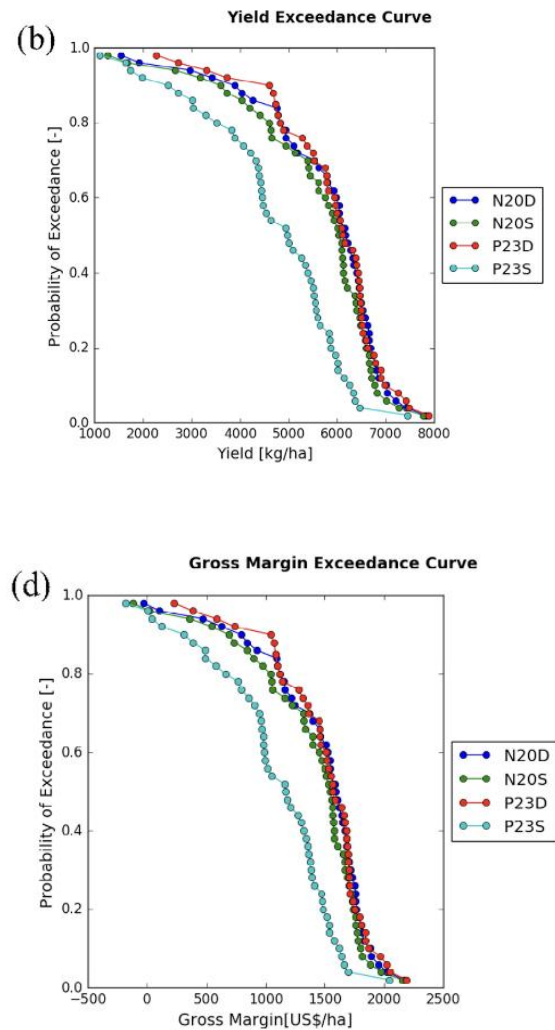 (b)
Yield Exceedance Curve
1.0
0.8
0.6
0.4
0.2
0.0
Probability of Exceedance [-]
1000 2000 3000 4000 5000 6000 7000 8000
Yield [kg/ha]
N20D
N20S
P23D
P23S
(d)
Gross Margin Exceedance Curve
1.0
0.8
0.6
0.4
0.2
0.0
Probability of Exceedance [-]
−500 0 500 1000 1500 2000 2500
Gross Margin[US$/ha]
N20D
N20S
P23D
P23S